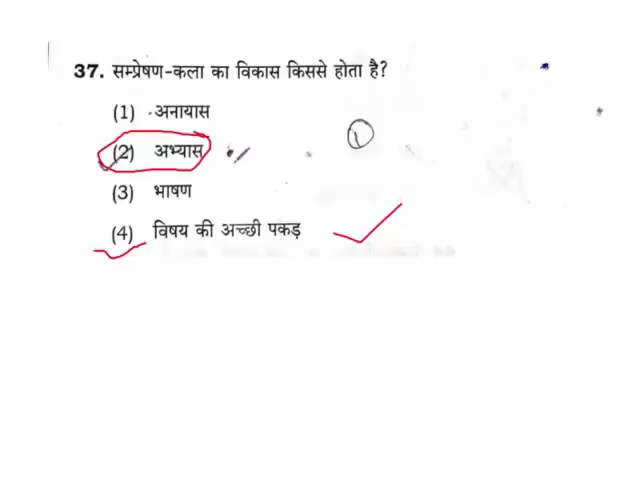 37. सम्प्रेषण-कला का विकास किससे होता है?
(1) अनायास
(2) अभ्यास
(3) भाषण
(4) विषय की अच्छी पकड़